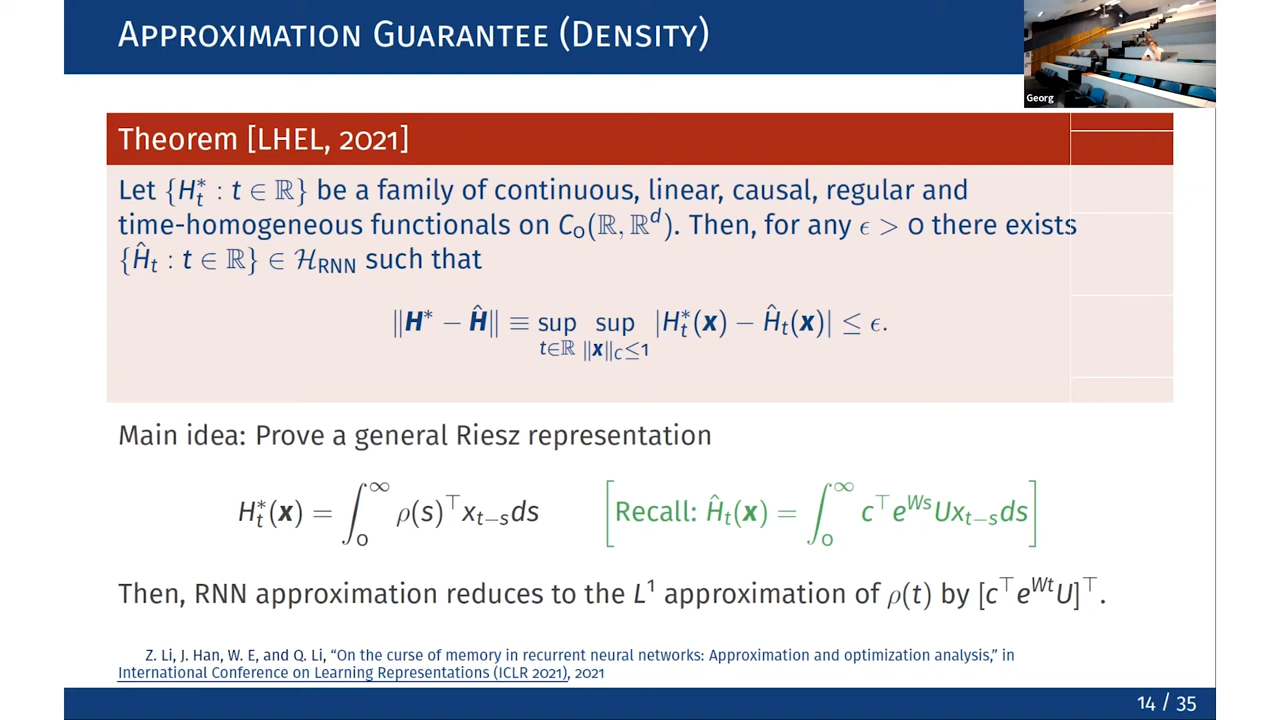 Approximation Guarantee (Density)
Georg
Theorem [LHEL, 2021]
Let {H*_t : t ∈ ℝ} be a family of continuous, linear, causal, regular and
time-homogeneous functionals on C₀(ℝ, ℝ^d). Then, for any ϵ > 0 there exists
{Ĥ_t : t ∈ ℝ} ∈ ℋ_RNN such that
‖H* − Ĥ‖ ≡ sup_{t∈ℝ} sup_{‖x‖_C≤1} |H*_t(x) − Ĥ_t(x)| ≤ ϵ.
Main idea: Prove a general Riesz representation
H*_t(x) = ∫₀^∞ ρ(s)^⊤ x_{t−s} ds [Recall: Ĥ_t(x) = ∫₀^∞ c^⊤ e^{Ws} U x_{t−s} ds]
Then, RNN approximation reduces to the L¹ approximation of ρ(t) by [c^⊤ e^{Wt} U]^⊤.
Z. Li, J. Han, W. E, and Q. Li, “On the curse of memory in recurrent neural networks: Approximation and optimization analysis,” in
International Conference on Learning Representations (ICLR 2021), 2021
14 / 35